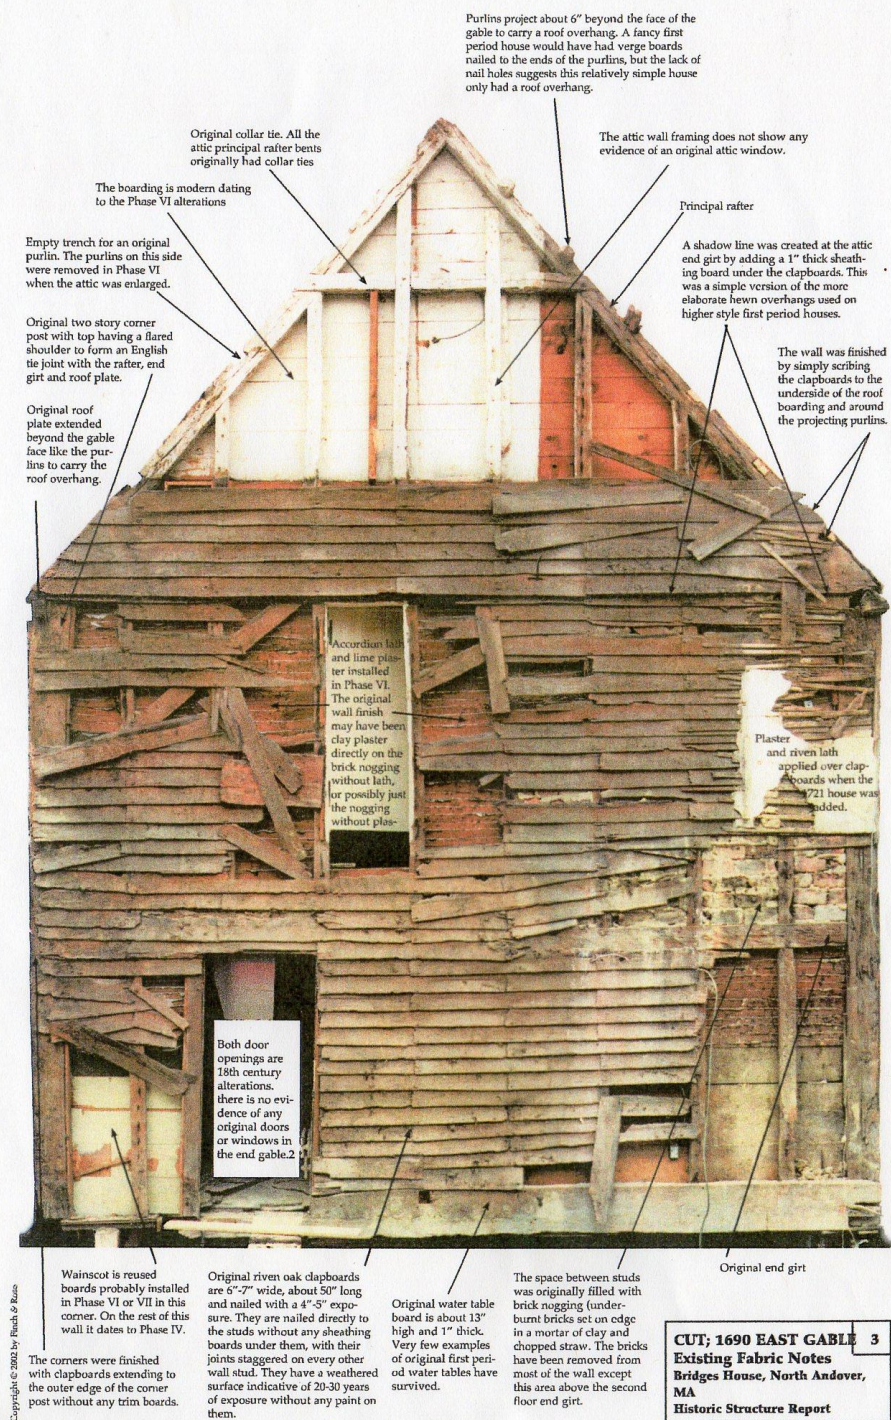 Purlins project about 6" beyond the face of the
gable to carry a roof overhang. A fancy first
period house would have had verge boards
nailed to the ends of the purlins, but the lack of
nail holes suggests this relatively simple house
only had a roof overhang.
Original collar tie. All the
attic principal rafter bents
originally had collar ties
The attic wall framing does not show any
evidence of an original attic window.
The boarding is modern dating
to the Phase VI alterations
Principal rafter
Empty trench for an original
purlin. The purlins on this side
were removed in Phase VI
when the attic was enlarged.
A shadow line was created at the attic
end girt by adding a 1" thick sheath-
ing board under the clapboards. This
was a simple version of the more
elaborate hewn overhangs used on
higher style first period houses.
Original two story corner
post with top having a flared
shoulder to form an English
tie joint with the rafter, end
girt and roof plate.
The wall was finished
by simply scribing
the clapboards to the
underside of the roof
boarding and around
the projecting purlins.
Original roof
plate extended
beyond the gable
face like the pur-
lins to carry the
roof overhang.
Accordion lath
and lime plas-
ter installed
in Phase VI.
The original
wall finish
may have been
clay plaster
directly on the
brick nogging
without lath,
or possibly just
the nogging
without plas-
Plaster
and riven lath
applied over clap-
boards when the
1721 house was
added.
Both door
openings are
18th century
alterations.
there is no evi-
dence of any
original doors
or windows in
the end gable.2
Wainscot is reused
boards probably installed
in Phase VI or VII in this
corner. On the rest of this
wall it dates to Phase IV.
The corners were finished
with clapboards extending to
the outer edge of the corner
post without any trim boards.
Original riven oak clapboards
are 6"-7" wide, about 50" long
and nailed with a 4"-5" expo-
sure. They are nailed directly to
the studs without any sheathing
boards under them, with their
joints staggered on every other
wall stud. They have a weathered
surface indicative of 20-30 years
of exposure without any paint on
them.
Original water table
board is about 13"
high and 1" thick.
Very few examples
of original first peri-
od water tables have
survived.
The space between studs
was originally filled with
brick nogging (under-
burnt bricks set on edge
in a mortar of clay and
chopped straw. The bricks
have been removed from
most of the wall except
this area above the second
floor end girt.
Original end girt
CUT; 1690 EAST GABLE 3
Existing Fabric Notes
Bridges House, North Andover,
MA
Historic Structure Report
Copyright © 2002 by Finch & Rose